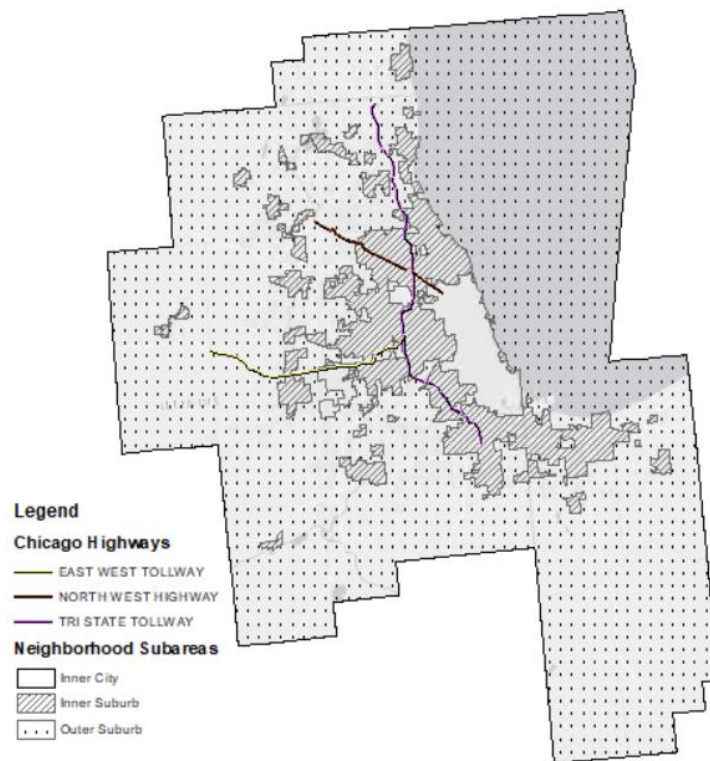 ILLINOIS
Legend
Chicago Highways
EAST WEST TOLLWAY
NORTH WEST HIGHWAY
TRI STATE TOLLWAY
Neighborhood Subareas
Inner City
Inner Suburb
Outer Suburb